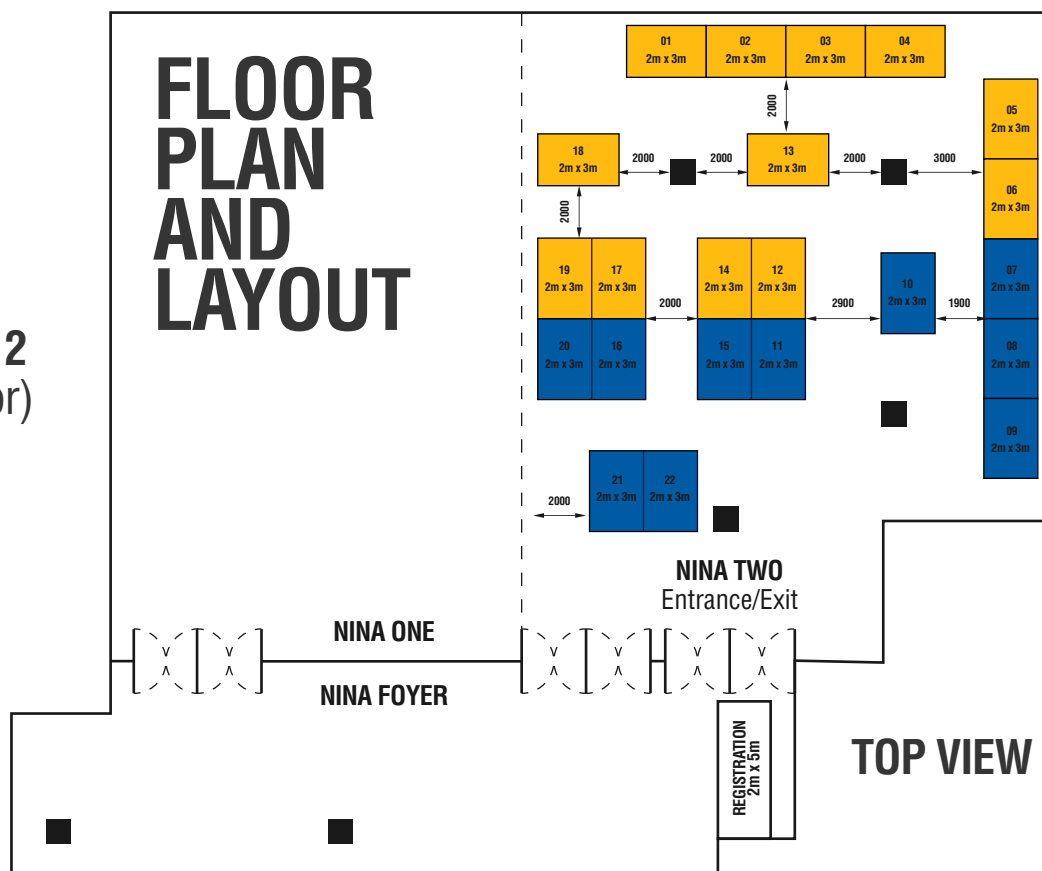 FLOOR
PLAN
AND
LAYOUT
2
or)
01
2m x 3m
02
2m x 3m
03
2m x 3m
04
2m x 3m
2000
05
2m x 3m
18
2m x 3m
2000
2000
13
2m x 3m
2000
3000
06
2m x 3m
2000
19
2m x 3m
17
2m x 3m
14
2m x 3m
12
2m x 3m
10
2m x 3m
07
2m x 3m
2000
2900
1900
20
2m x 3m
16
2m x 3m
15
2m x 3m
11
2m x 3m
08
2m x 3m
09
2m x 3m
21
2m x 3m
22
2m x 3m
2000
NINA TWO
Entrance/Exit
NINA ONE
NINA FOYER
REGISTRATION
2m x 5m
TOP VIEW